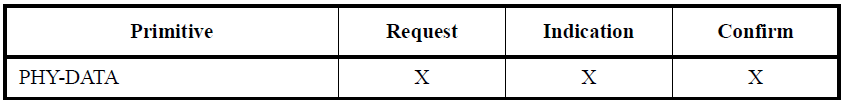 Primitive Request Indication Confirm
PHY-DATA X X X